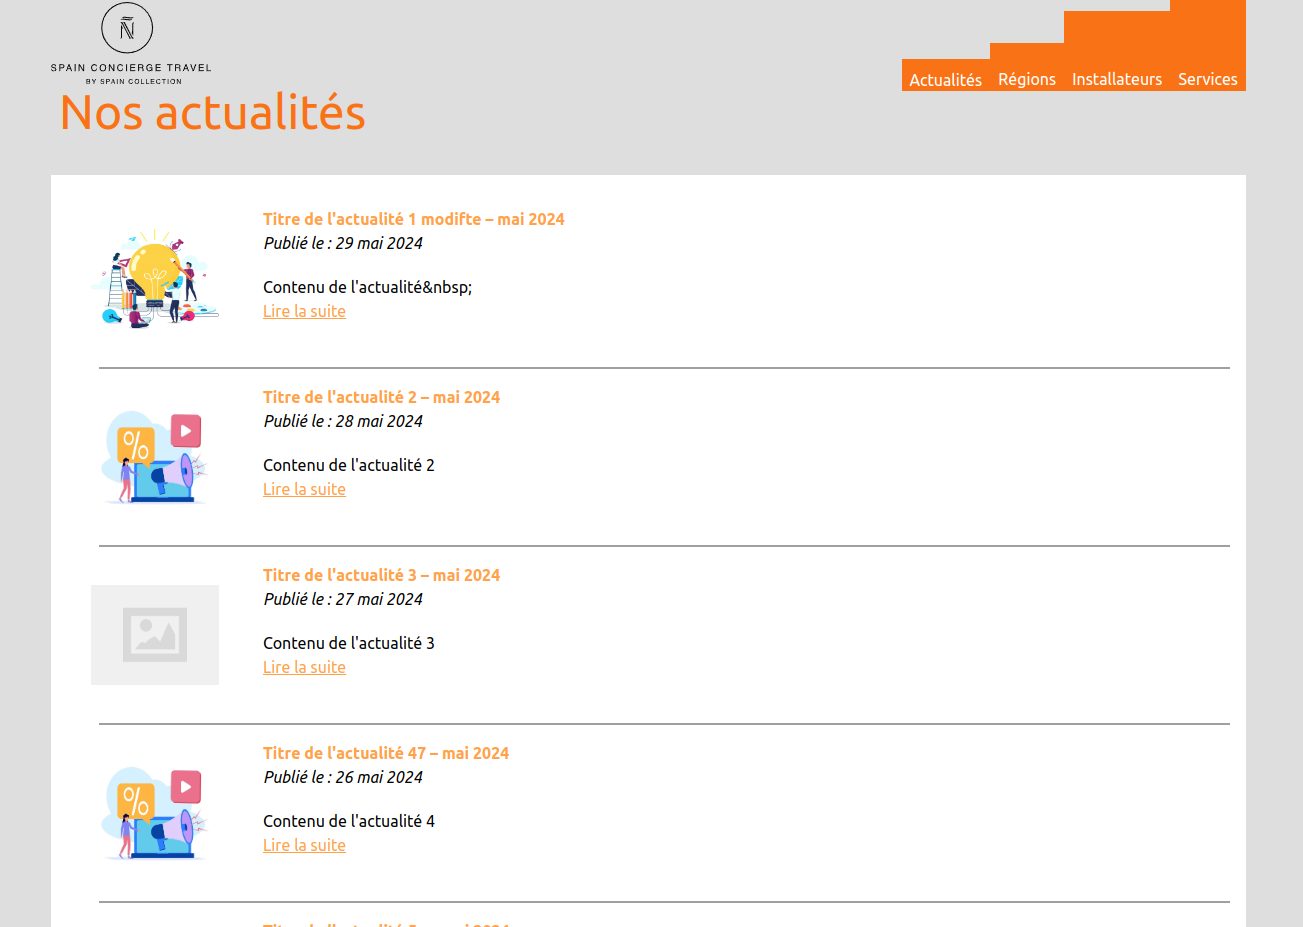 Ñ
SPAIN CONCIERGE TRAVEL
BY SPAIN COLLECTION
Actualités Régions Installateurs Services
Nos actualités
Titre de l'actualité 1 modifte – mai 2024
Publié le : 29 mai 2024
Contenu de l'actualité&nbsp;
Lire la suite
Titre de l'actualité 2 – mai 2024
Publié le : 28 mai 2024
%
Contenu de l'actualité 2
Lire la suite
Titre de l'actualité 3 – mai 2024
Publié le : 27 mai 2024
Contenu de l'actualité 3
Lire la suite
Titre de l'actualité 47 – mai 2024
Publié le : 26 mai 2024
%
Contenu de l'actualité 4
Lire la suite